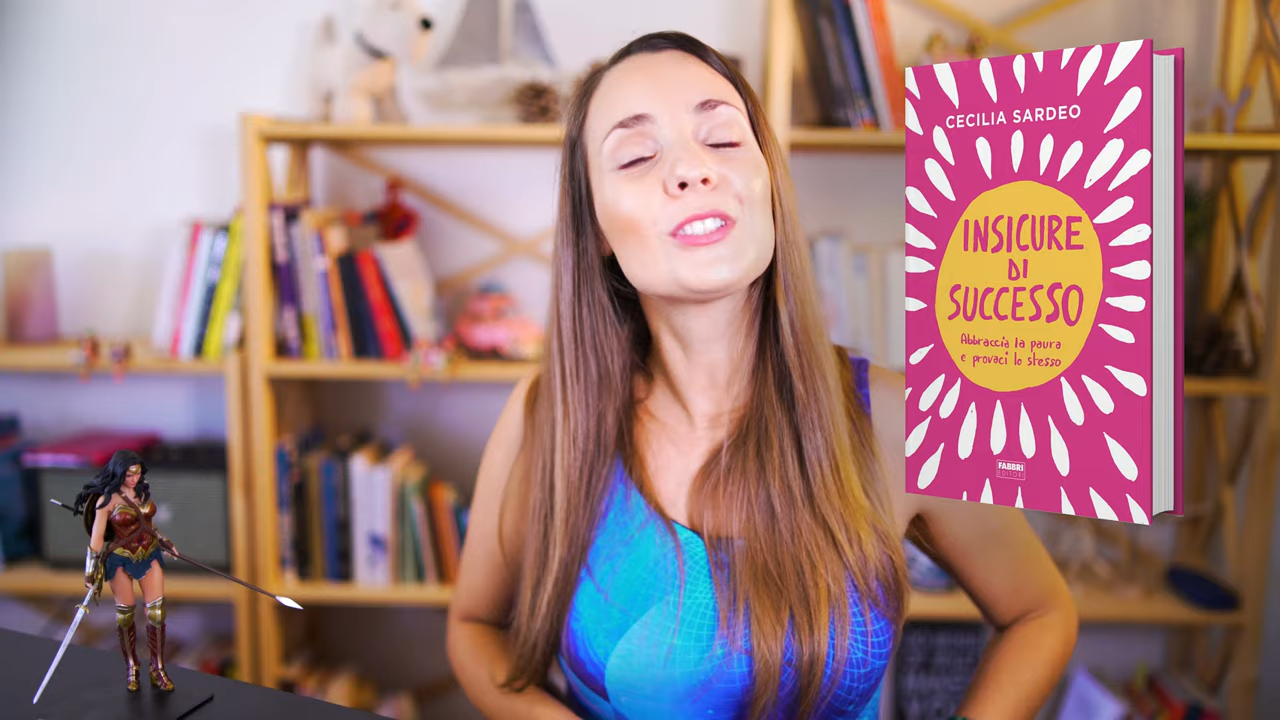 CECILIA SARDEO
INSICURE
DI
SUCCESSO
Abbraccia la paura
e provaci lo stesso
FABBRI
EDITORI